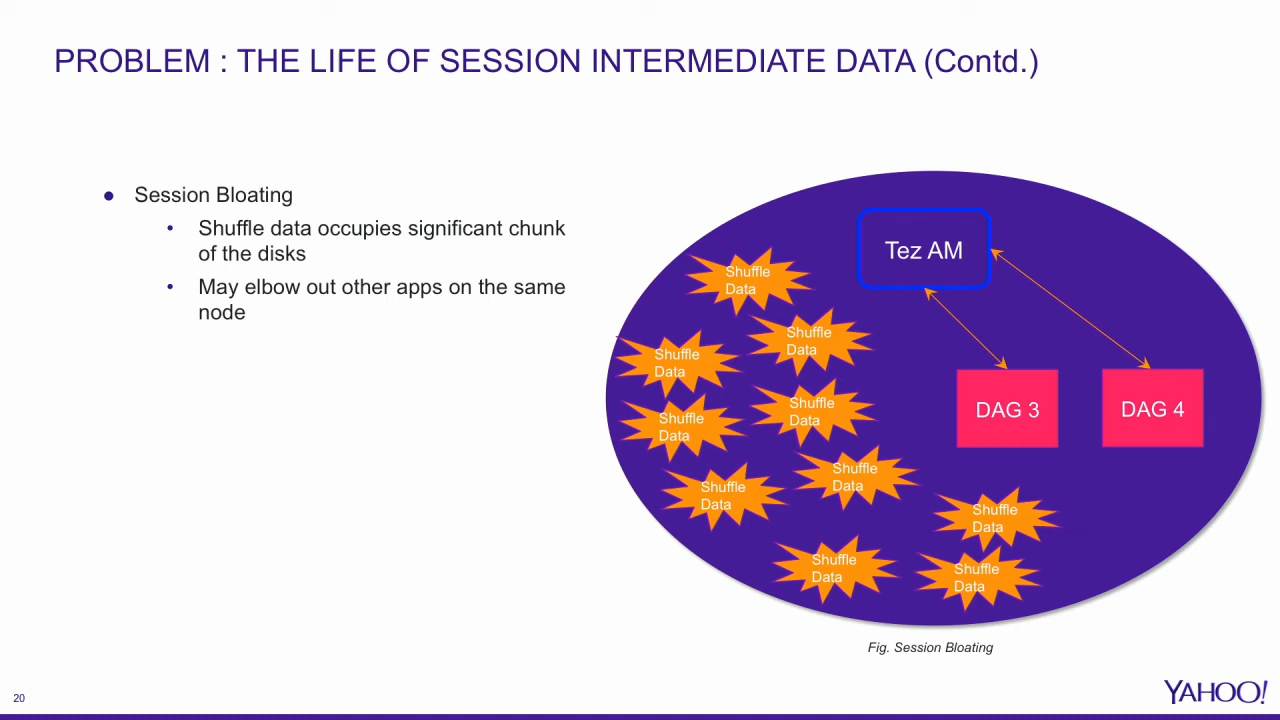 PROBLEM : THE LIFE OF SESSION INTERMEDIATE DATA (Contd.)
● Session Bloating
• Shuffle data occupies significant chunk
of the disks
• May elbow out other apps on the same
node
Tez AM
Shuffle
Data
Shuffle
Data
Shuffle
Data
Shuffle
Data
Shuffle
Data
Shuffle
Data
Shuffle
Data
Shuffle
Data
Shuffle
Data
Shuffle
Data
DAG 3
DAG 4
Fig. Session Bloating
20
YAHOO!